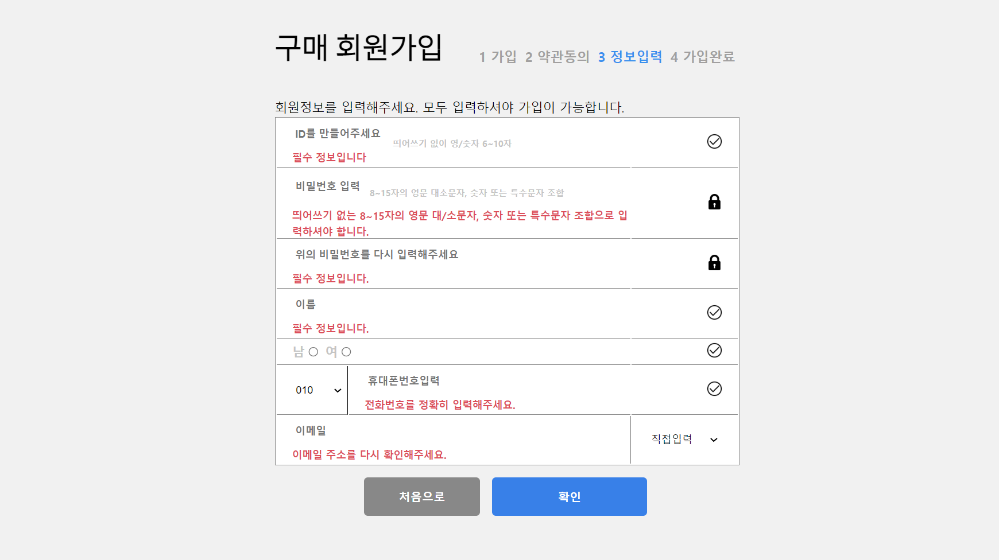 구매 회원가입
1 가입 2 약관동의 3 정보입력 4 가입완료
회원정보를 입력해주세요. 모두 입력하셔야 가입이 가능합니다.
ID를 만들어주세요
띄어쓰기 없이 영/숫자 6~10자
필수 정보입니다
비밀번호 입력
8~15자의 영문 대소문자, 숫자 또는 특수문자 조합
띄어쓰기 없는 8~15자의 영문 대/소문자, 숫자 또는 특수문자 조합으로 입
력하셔야 합니다.
위의 비밀번호를 다시 입력해주세요
필수 정보입니다.
이름
필수 정보입니다.
남 여
010
휴대폰번호입력
전화번호를 정확히 입력해주세요.
이메일
직접입력
이메일 주소를 다시 확인해주세요.
처음으로 확인